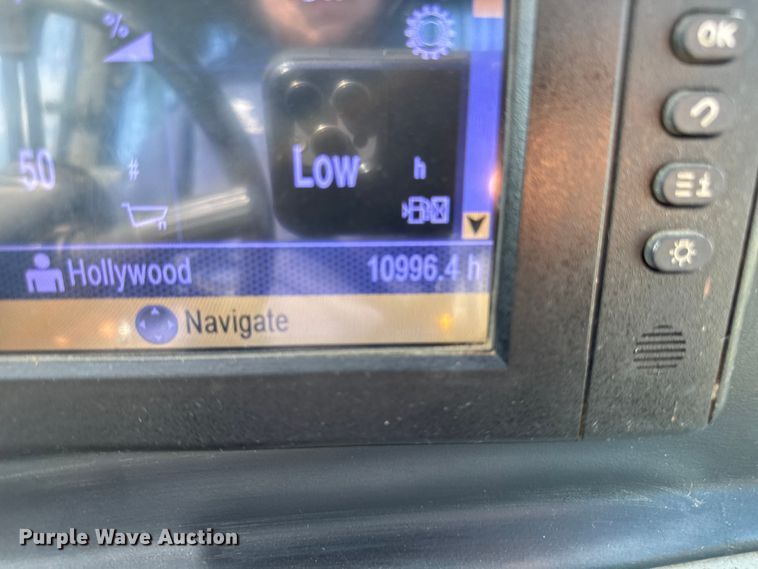 %
OK
50
#
Low
h
n
Hollywood 10996.4 h
Navigate
Purple Wave Auction